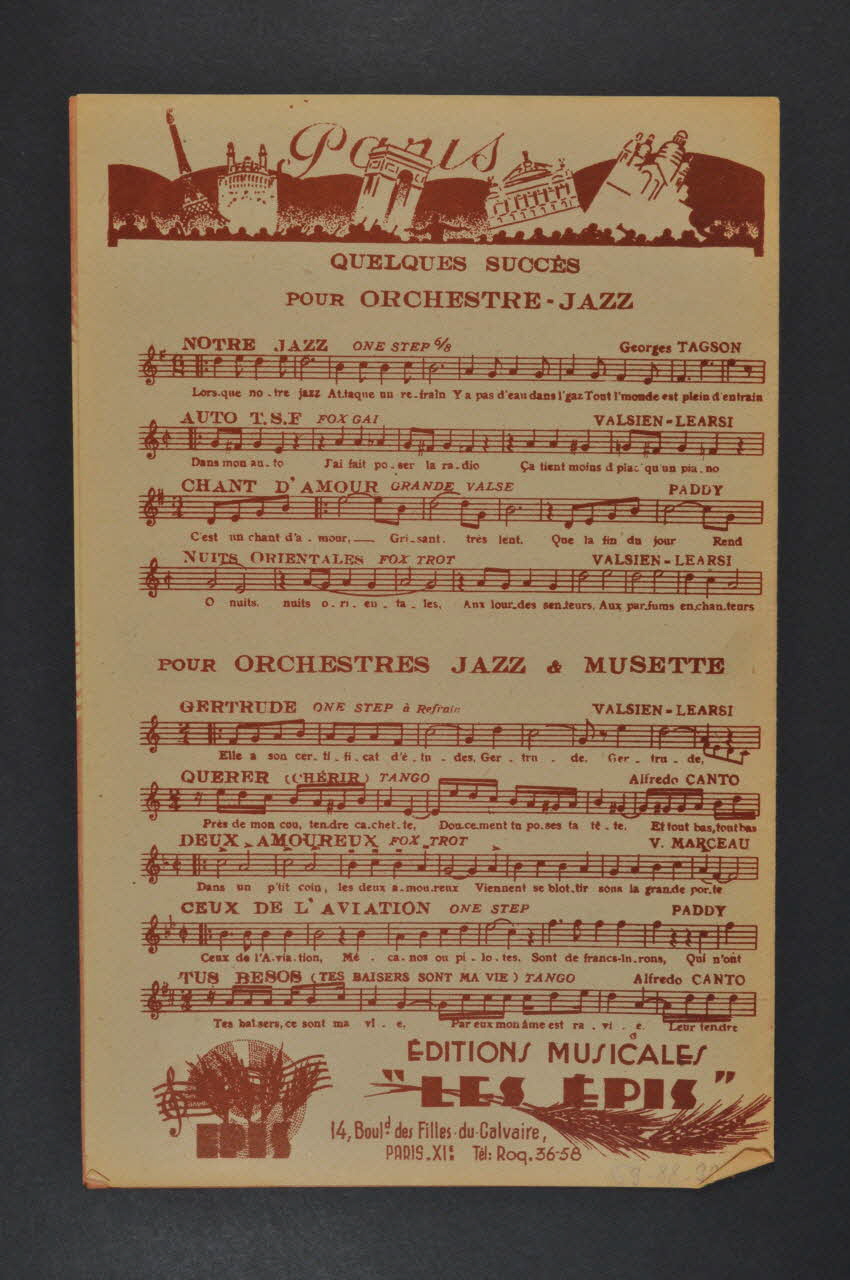 Paris
QUELQUES SUCCÈS
POUR ORCHESTRE-JAZZ
NOTRE JAZZ ONE STEP 6/8 Georges TAGSON
Lors.que no.tre jazz At.taque un re.frain Y a pas d'eau dans l'gaz Tout l'monde est plein d'entrain
AUTO T.S.F FOX GAI VALSIEN-LEARSI
Dans mon au.to J'ai fait po.ser la ra.dio Ça tient moins d'plac' qu'un pia.no
CHANT D'AMOUR GRANDE VALSE PADDY
C'est un chant d'a.mour, Gri.sant. très lent. Que la fin du jour Rend
NUITS ORIENTALES FOX TROT VALSIEN-LEARSI
O nuits. nuits o.ri.en.ta.les, Aux lour.des sen.teurs. Aux par.fums en.chan.teurs
POUR ORCHESTRES JAZZ & MUSETTE
GERTRUDE ONE STEP à Refrain VALSIEN-LEARSI
Elle a son cer.ti.fi.cat d'é.tu.des, Ger.tru.de. Ger.tru.de,
QUERER (CHÉRIR) TANGO Alfredo CANTO
Près de mon cou, ten.dre ca.chet.te, Dou.ce.ment tu po.ses ta tê.te. Et tout bas, tout bas
DEUX AMOUREUX FOX TROT V. MARCEAU
Dans un p'tit coin, les deux a.mou.reux Viennent se blot.tir sous la gran.de por.te
CEUX DE L'AVIATION ONE STEP PADDY
Ceux de l'A.via.tion, Mé.ca.nos ou pi.lo.tes. Sont de francs-lu.rons, Qui n'ont
TUS BESOS (TES BAISERS SONT MA VIE) TANGO Alfredo CANTO
Tes baisers, ce sont ma vi.e, Par eux mon âme est ra.vi.e. Leur tendre
ÉDITIONS MUSICALES
"LES ÉPIS"
EPIS
14, Bould des Filles-du-Calvaire,
PARIS.XIe Tél: Roq. 36-58